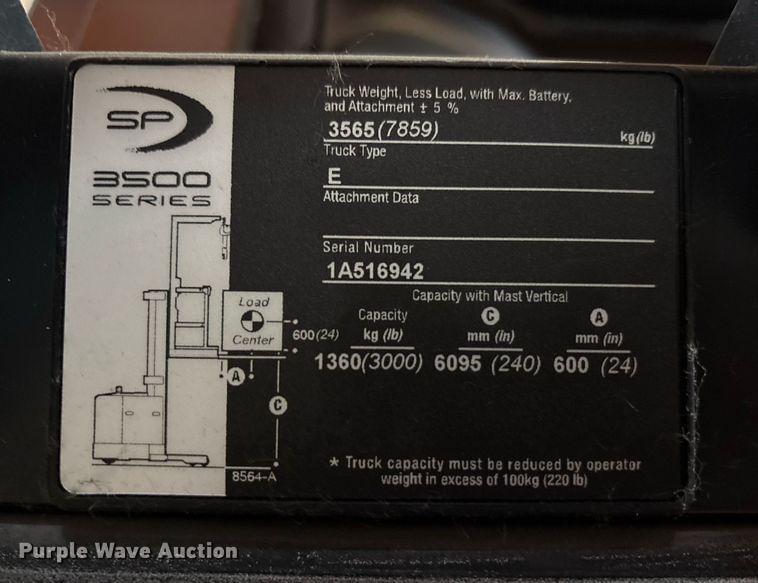 SP
3500
SERIES
Truck Weight, Less Load, with Max. Battery,
and Attachment ± 5 %
3565 (7859) kg (lb)
Truck Type
E
Attachment Data
Serial Number
1A516942
Capacity with Mast Vertical
Capacity C A
kg (lb) mm (in) mm (in)
1360 (3000) 6095 (240) 600 (24)
Load
Center
600 (24)
A
C
8564-A
* Truck capacity must be reduced by operator
weight in excess of 100kg (220 lb)
Purple Wave Auction